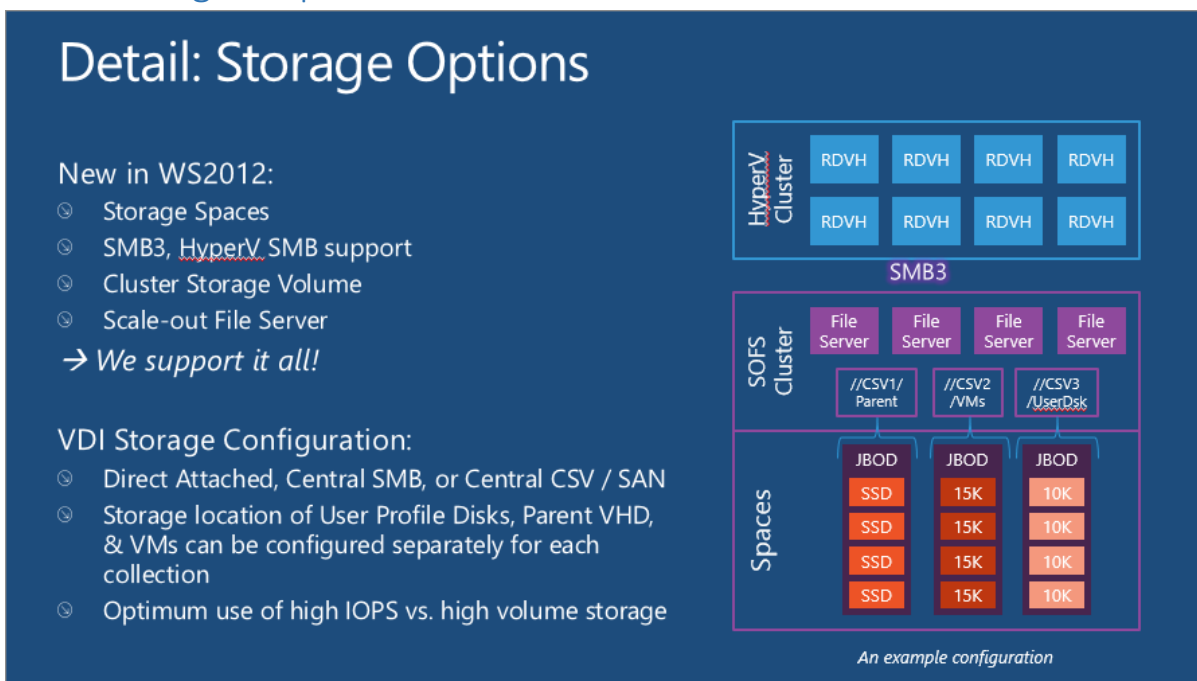 Detail: Storage Options
New in WS2012:
Storage Spaces
SMB3, HyperV SMB support
Cluster Storage Volume
Scale-out File Server
→ We support it all!
VDI Storage Configuration:
Direct Attached, Central SMB, or Central CSV / SAN
Storage location of User Profile Disks, Parent VHD,
& VMs can be configured separately for each
collection
Optimum use of high IOPS vs. high volume storage
HyperV
Cluster
RDVH RDVH RDVH RDVH
RDVH RDVH RDVH RDVH
SMB3
SOFS
Cluster
File File File File
Server Server Server Server
//CSV1/ //CSV2 //CSV3
Parent /VMs /UserDsk
Spaces
JBOD JBOD JBOD
SSD 15K 10K
SSD 15K 10K
SSD 15K 10K
SSD 15K 10K
An example configuration